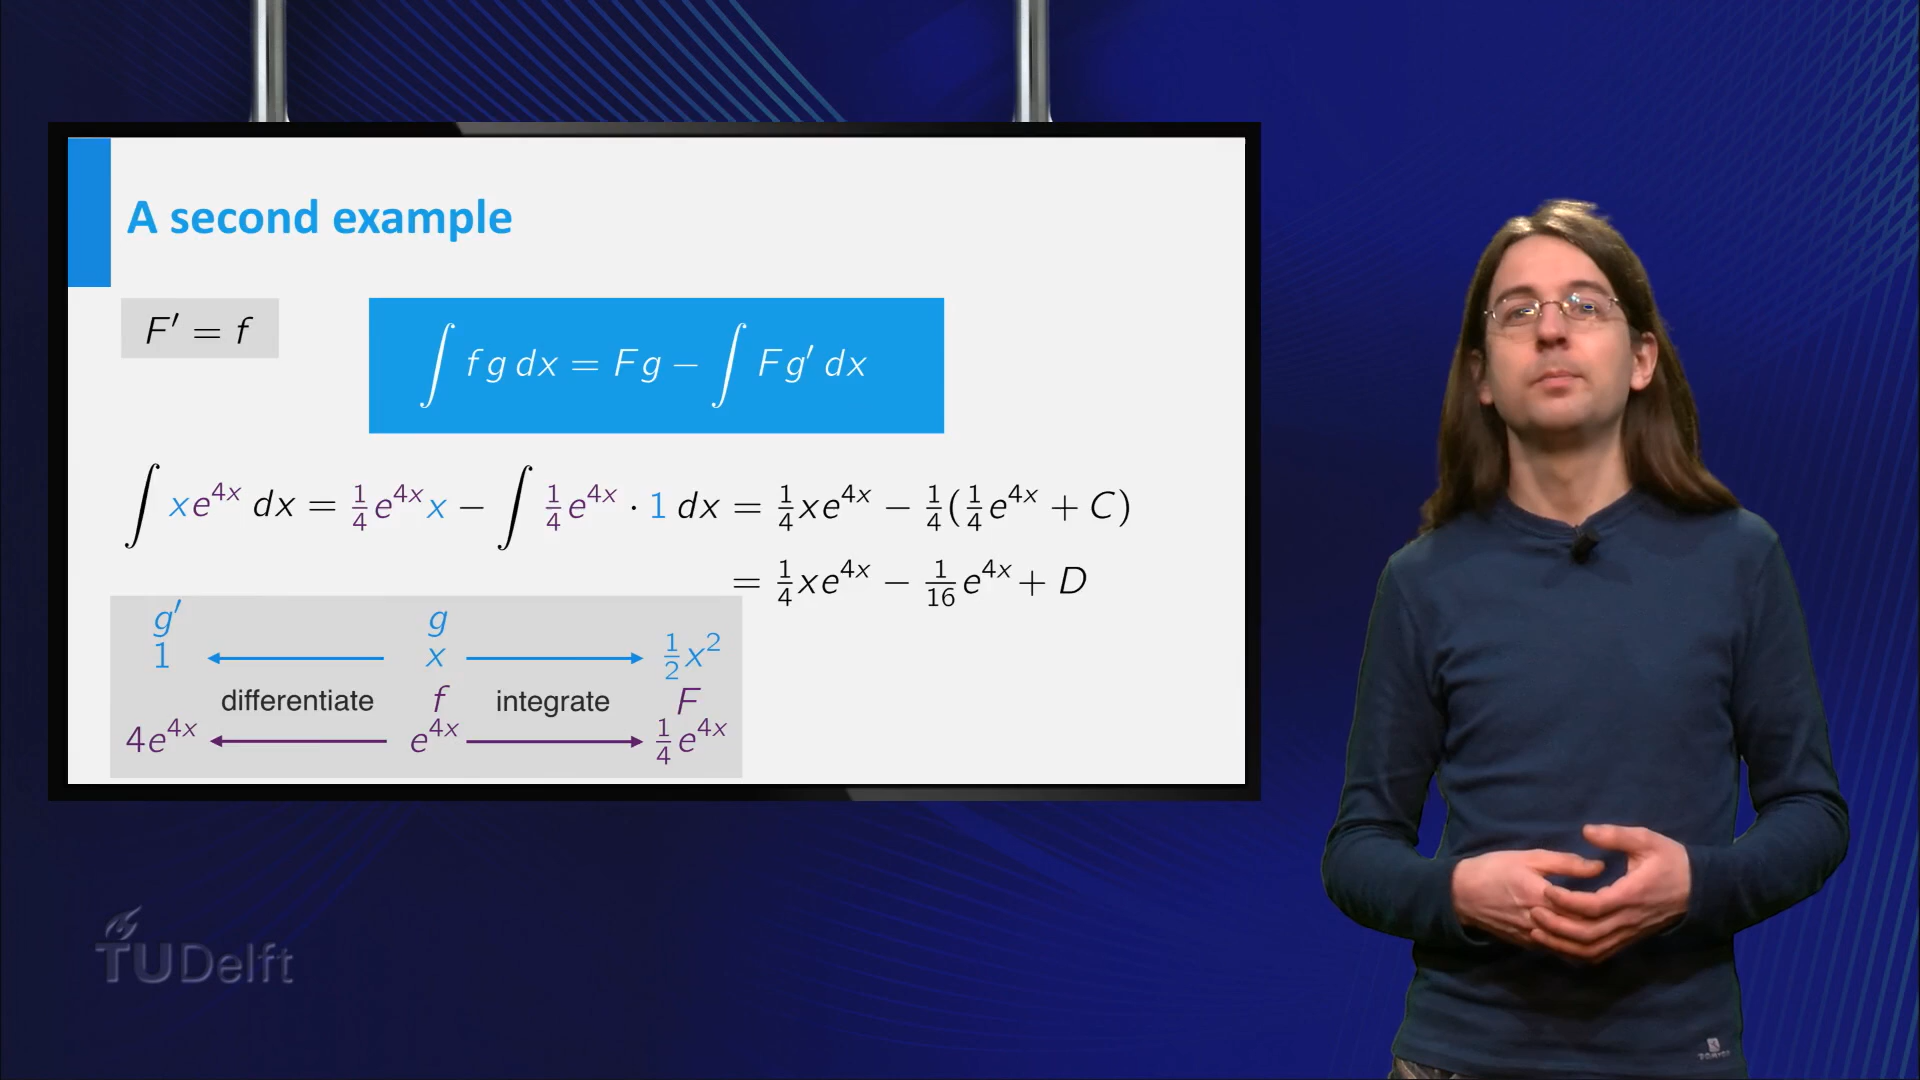 A second example
F′ = f
∫ f g dx = Fg − ∫ Fg′ dx
∫ xe^{4x} dx = 1/4 e^{4x}x − ∫ 1/4 e^{4x} · 1 dx = 1/4 xe^{4x} − 1/4(1/4 e^{4x} + C)
= 1/4 xe^{4x} − 1/16 e^{4x} + D
g′ g
1 x 1/2 x²
differentiate f integrate F
4e^{4x} e^{4x} 1/4 e^{4x}
TUDelft